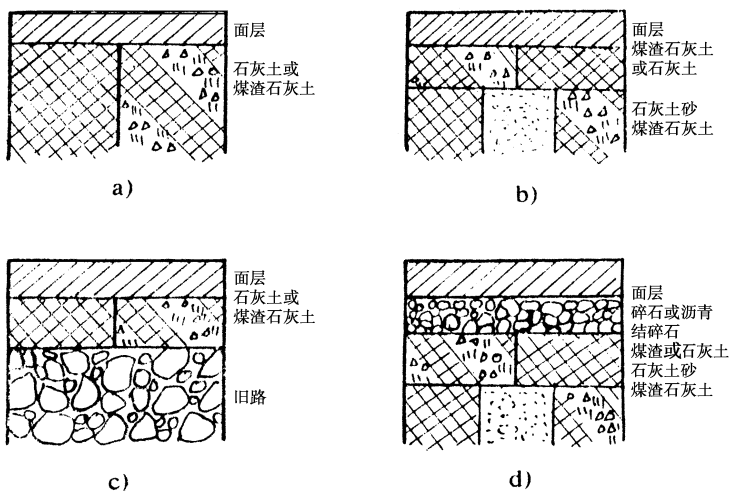 面层
石灰土或
煤渣石灰土
a)
面层
煤渣石灰土
或石灰土
石灰土砂
煤渣石灰土
b)
面层
石灰土或
煤渣石灰土
旧路
c)
面层
碎石或沥青
结碎石
煤渣或石灰土
石灰土砂
煤渣石灰土
d)